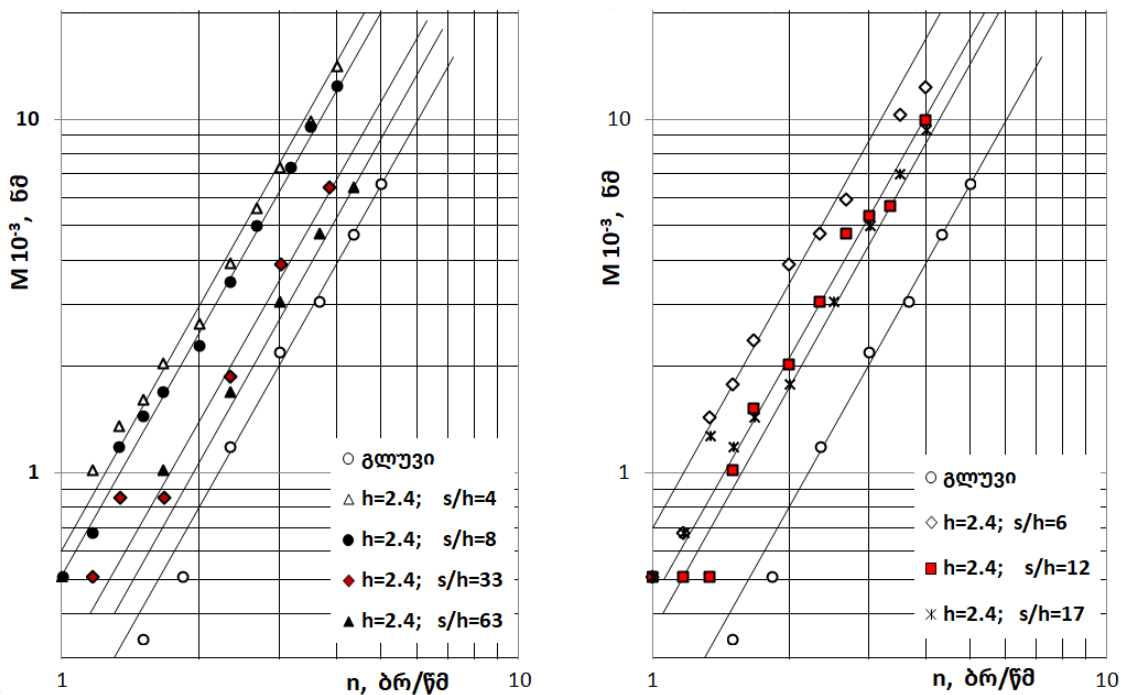 M 10⁻³, ნმ
10
1
გლუვი
h=2.4; s/h=4
h=2.4; s/h=8
h=2.4; s/h=33
h=2.4; s/h=63
1
n, ბრ/წმ
10
M 10⁻³, ნმ
10
1
გლუვი
h=2.4; s/h=6
h=2.4; s/h=12
h=2.4; s/h=17
1
n, ბრ/წმ
10